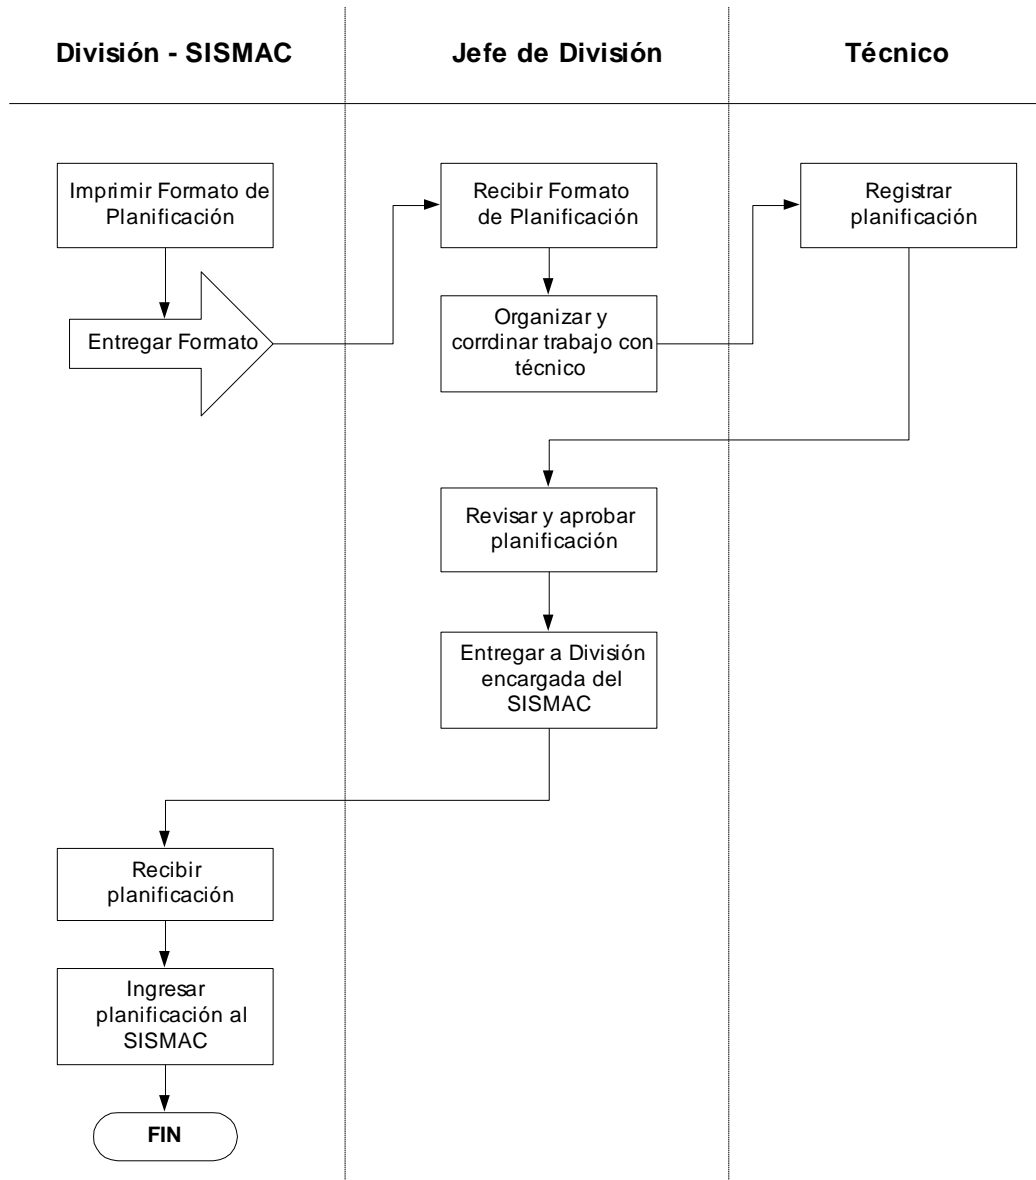 División - SISMAC
Jefe de División
Técnico
Imprimir Formato de
Planificación
Recibir Formato
de Planificación
Registrar
planificación
Entregar Formato
Organizar y
corrdinar trabajo con
técnico
Revisar y aprobar
planificación
Entregar a División
encargada del
SISMAC
Recibir
planificación
Ingresar
planificación al
SISMAC
FIN